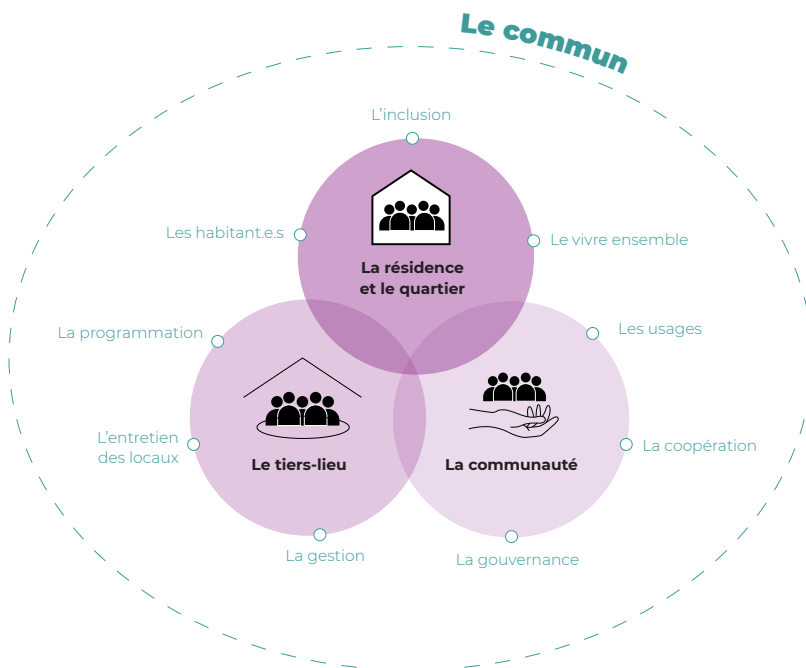 Le commun
L'inclusion
Les habitant.e.s
Le vivre ensemble
La résidence
et le quartier
La programmation
Les usages
L'entretien
des locaux
Le tiers-lieu
La communauté
La coopération
La gestion
La gouvernance